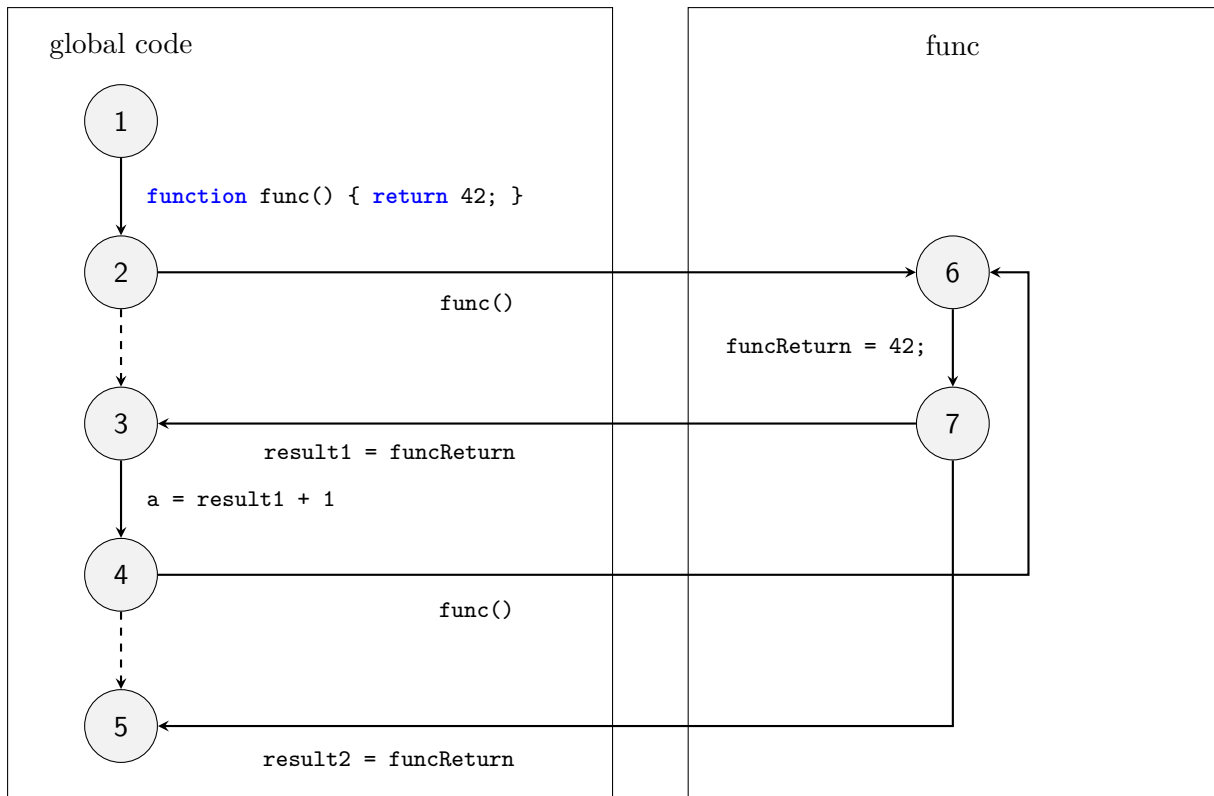 global code
func
1
function func() { return 42; }
2
6
func()
funcReturn = 42;
3
7
result1 = funcReturn
a = result1 + 1
4
func()
5
result2 = funcReturn